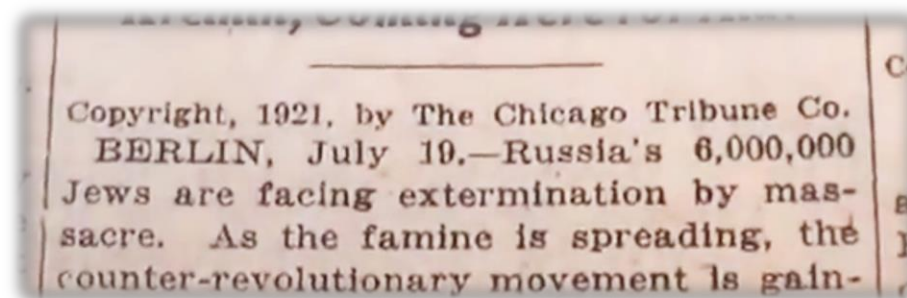 Copyright, 1921, by The Chicago Tribune Co.
BERLIN, July 19.—Russia's 6,000,000
Jews are facing extermination by mas-
sacre. As the famine is spreading, the
counter-revolutionary movement is gain-